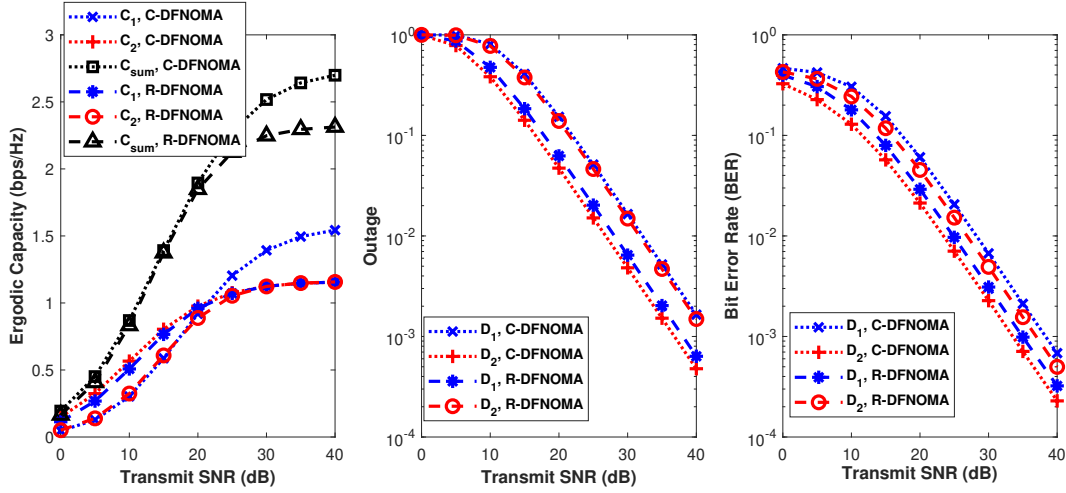 Ergodic Capacity (bps/Hz)
3
2.5
2
1.5
1
0.5
0
C1, C-DFNOMA
C2, C-DFNOMA
Csum, C-DFNOMA
C1, R-DFNOMA
C2, R-DFNOMA
Csum, R-DFNOMA
0 10 20 30 40
Transmit SNR (dB)
Outage
10^0
10^-1
10^-2
10^-3
10^-4
D1, C-DFNOMA
D2, C-DFNOMA
D1, R-DFNOMA
D2, R-DFNOMA
0 10 20 30 40
Transmit SNR (dB)
Bit Error Rate (BER)
10^0
10^-1
10^-2
10^-3
10^-4
D1, C-DFNOMA
D2, C-DFNOMA
D1, R-DFNOMA
D2, R-DFNOMA
0 10 20 30 40
Transmit SNR (dB)